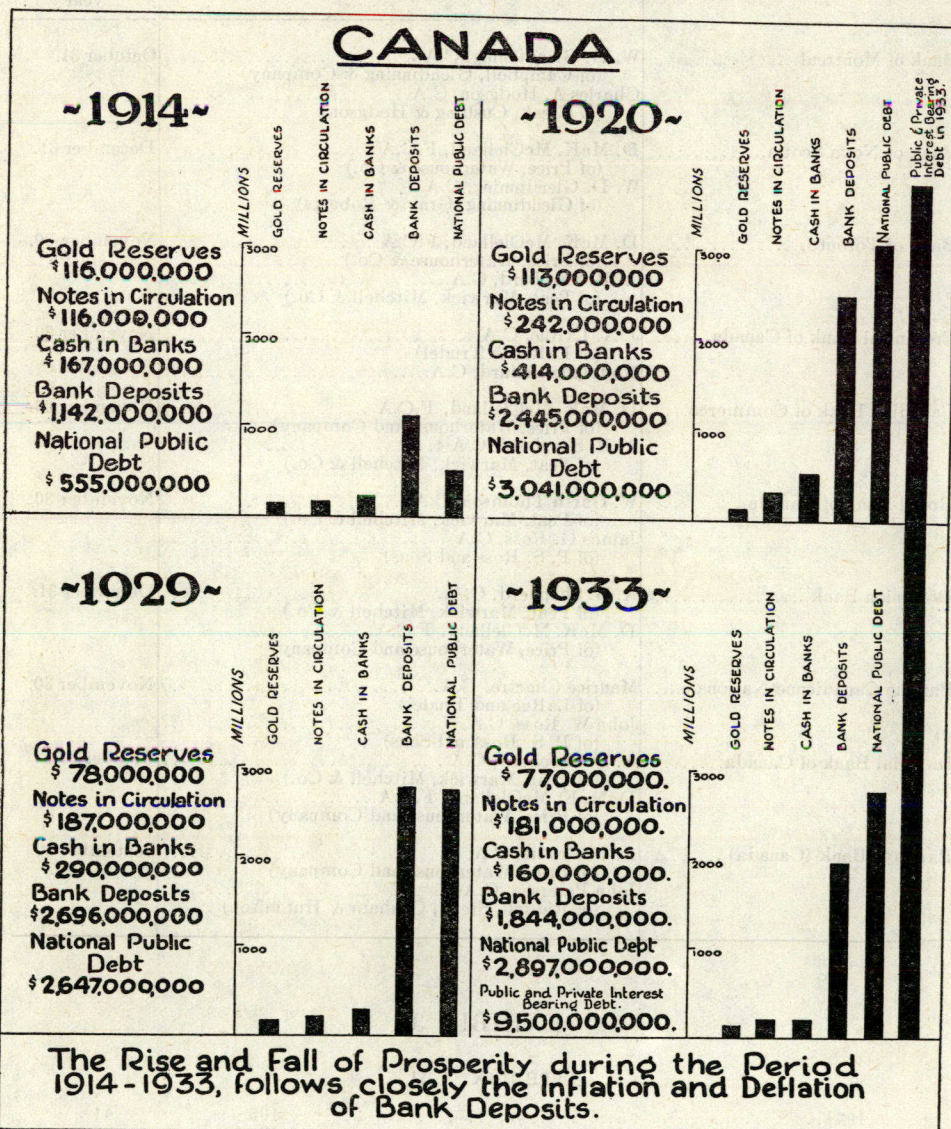 CANADA
~1914~
MILLIONS
GOLD RESERVES
NOTES IN CIRCULATION
CASH IN BANKS
BANK DEPOSITS
NATIONAL PUBLIC DEBT
Gold Reserves
$116.000000
Notes in Circulation
$116.000,000
Cash in Banks
$167.000,000
Bank Deposits
$1,142,000,000
National Public
Debt
$555,000,000
3000
2000
1000
~1920~
MILLIONS
GOLD RESERVES
NOTES IN CIRCULATION
CASH IN BANKS
BANK DEPOSITS
NATIONAL PUBLIC DEBT
Public & Private
Interest Bearing
Debt 1933.
Gold Reserves
$113000,000
Notes in Circulation
$242,000,000
Cash in Banks
$414,000,000
Bank Deposits
$2,445,000,000
National Public
Debt
$3,041,000,000
3000
2000
1000
~1929~
MILLIONS
GOLD RESERVES
NOTES IN CIRCULATION
CASH IN BANKS
BANK DEPOSITS
NATIONAL PUBLIC DEBT
Gold Reserves
$78,000,000
Notes in Circulation
$187,000,000
Cash in Banks
$290,000,000
Bank Deposits
$2,696,000,000
National Public
Debt
$2,647,000,000
3000
2000
1000
~1933~
MILLIONS
GOLD RESERVES
NOTES IN CIRCULATION
CASH IN BANKS
BANK DEPOSITS
NATIONAL PUBLIC DEBT
Gold Reserves
$77,000,000.
Notes in Circulation
$181,000,000.
Cash in Banks
$160,000,000.
Bank Deposits
$1,844,000,000.
National Public Debt
$2,897,000,000.
Public and Private Interest
Bearing Debt.
$9,500,000,000.
3000
2000
1000
The Rise and Fall of Prosperity during the Period
1914-1933, follows closely the Inflation and Deflation
of Bank Deposits.